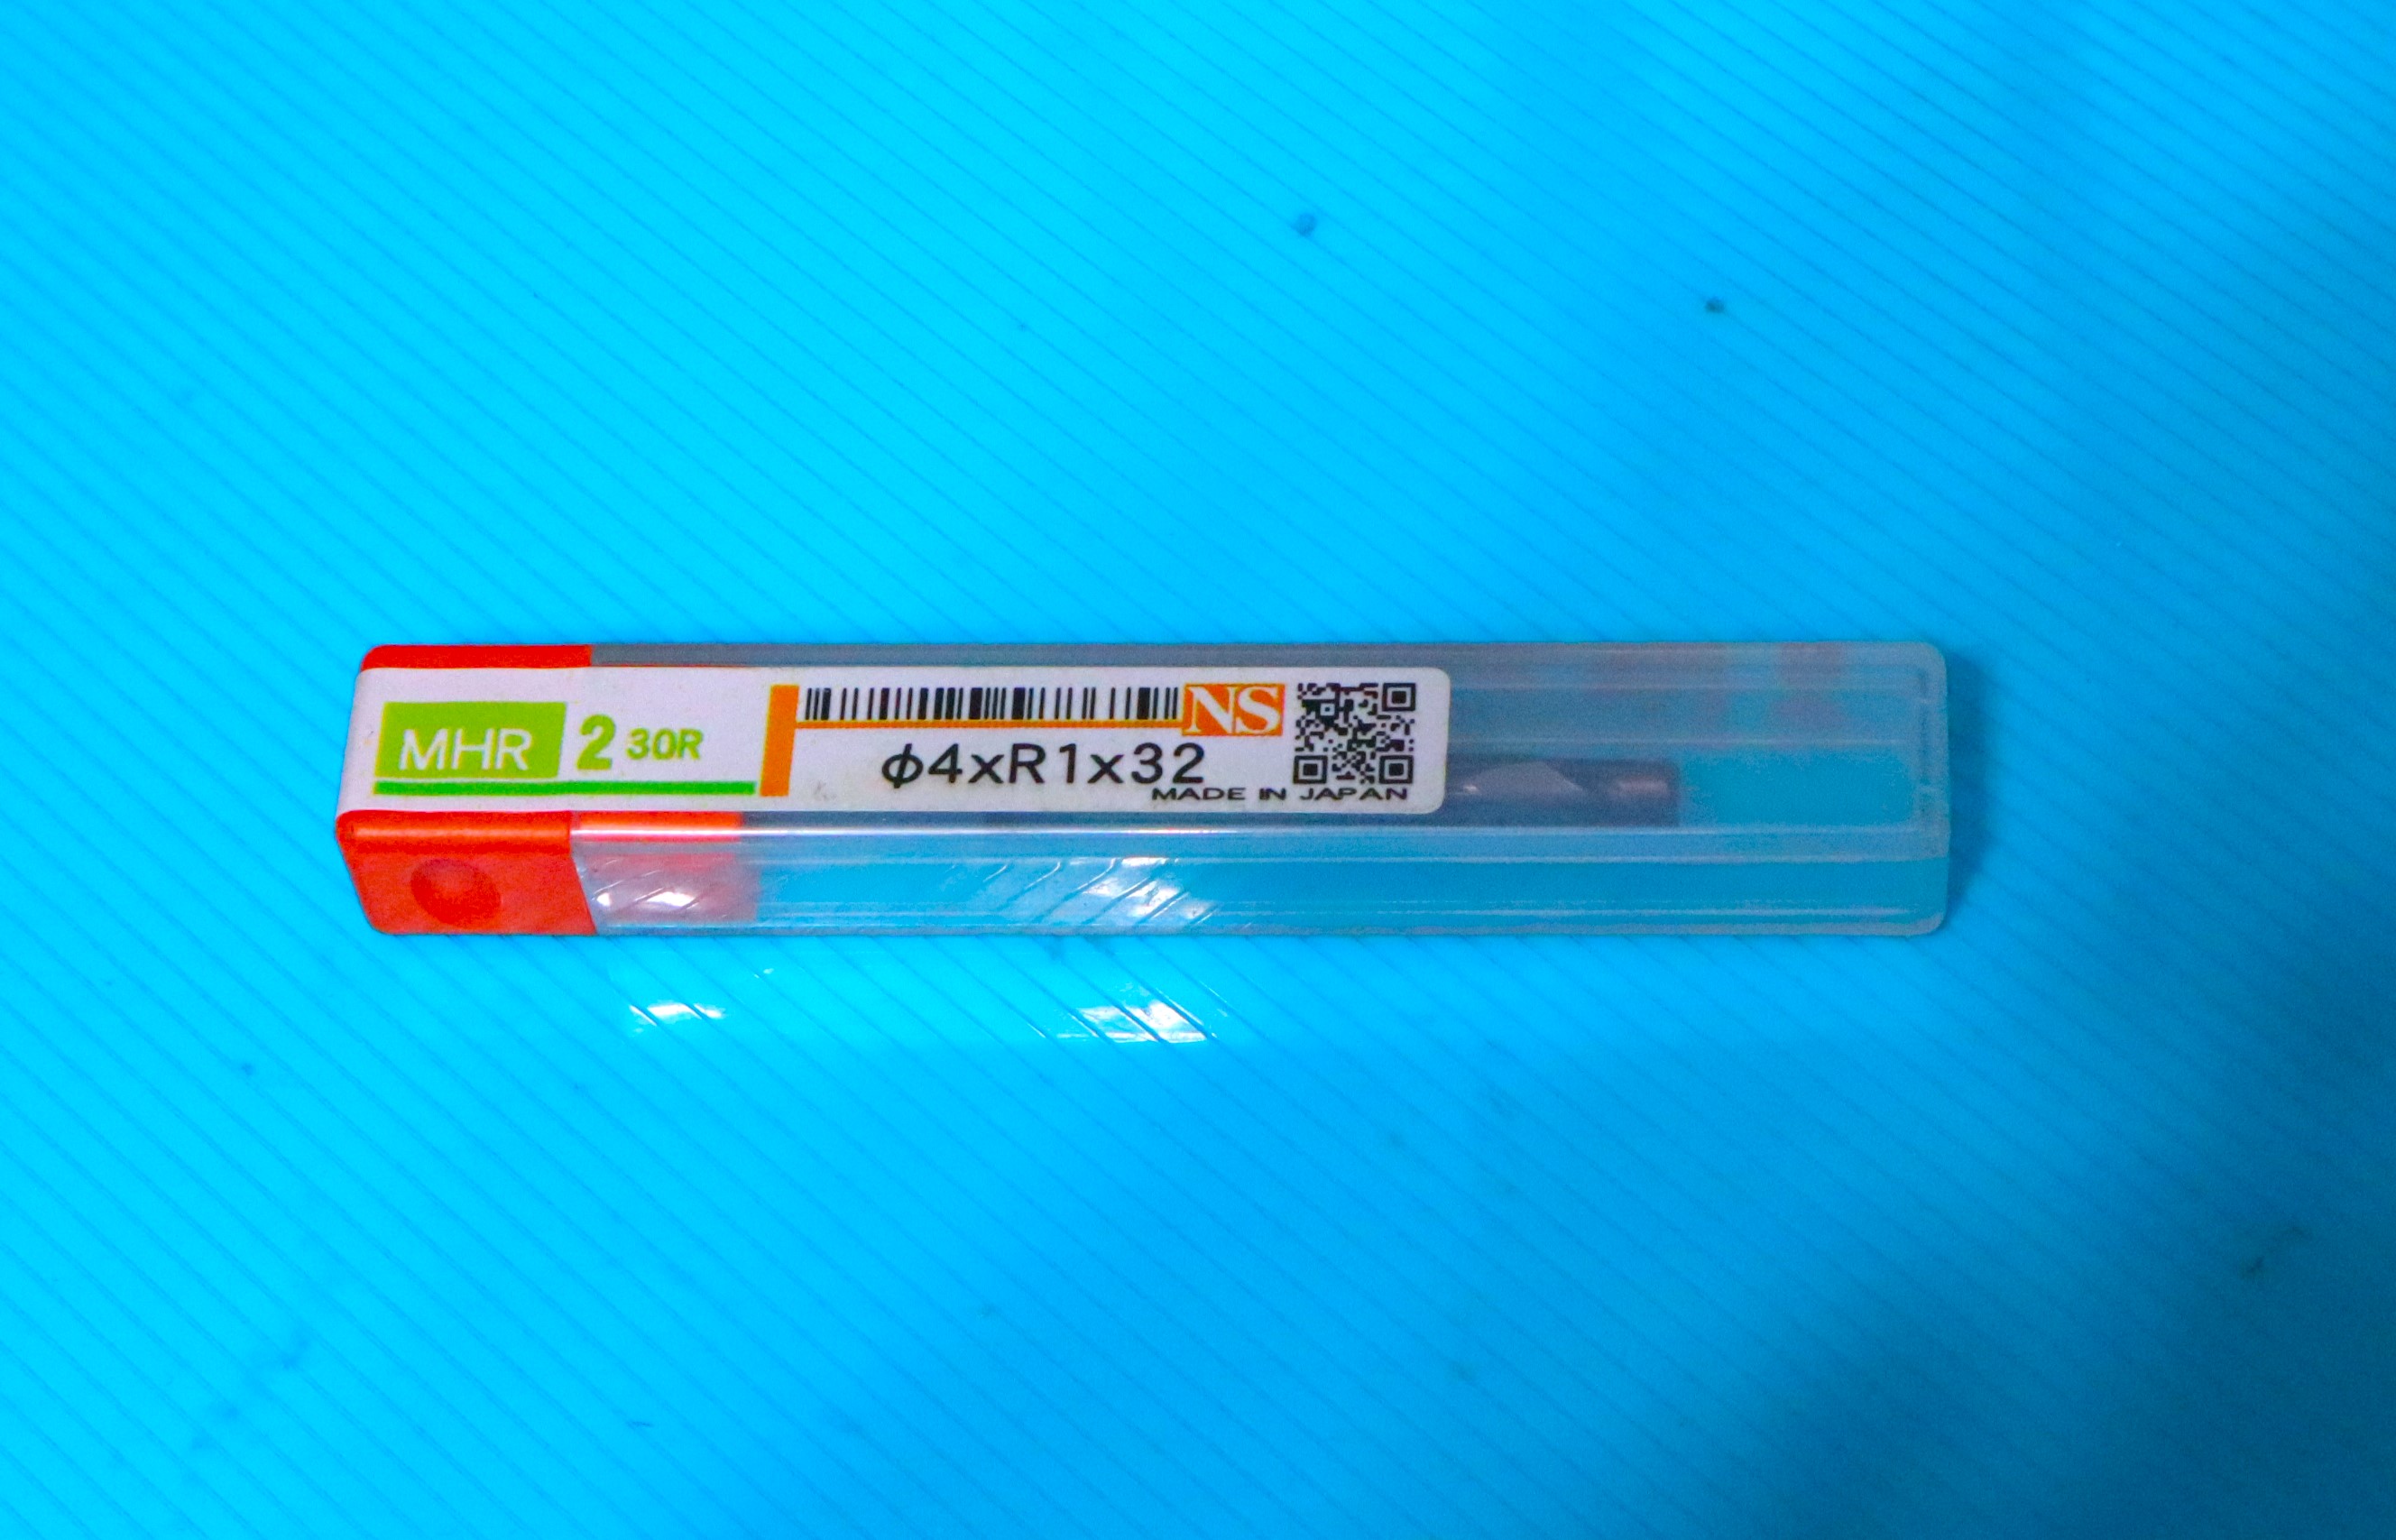 MHR 2 30R
NS
φ4xR1x32
MADE IN JAPAN